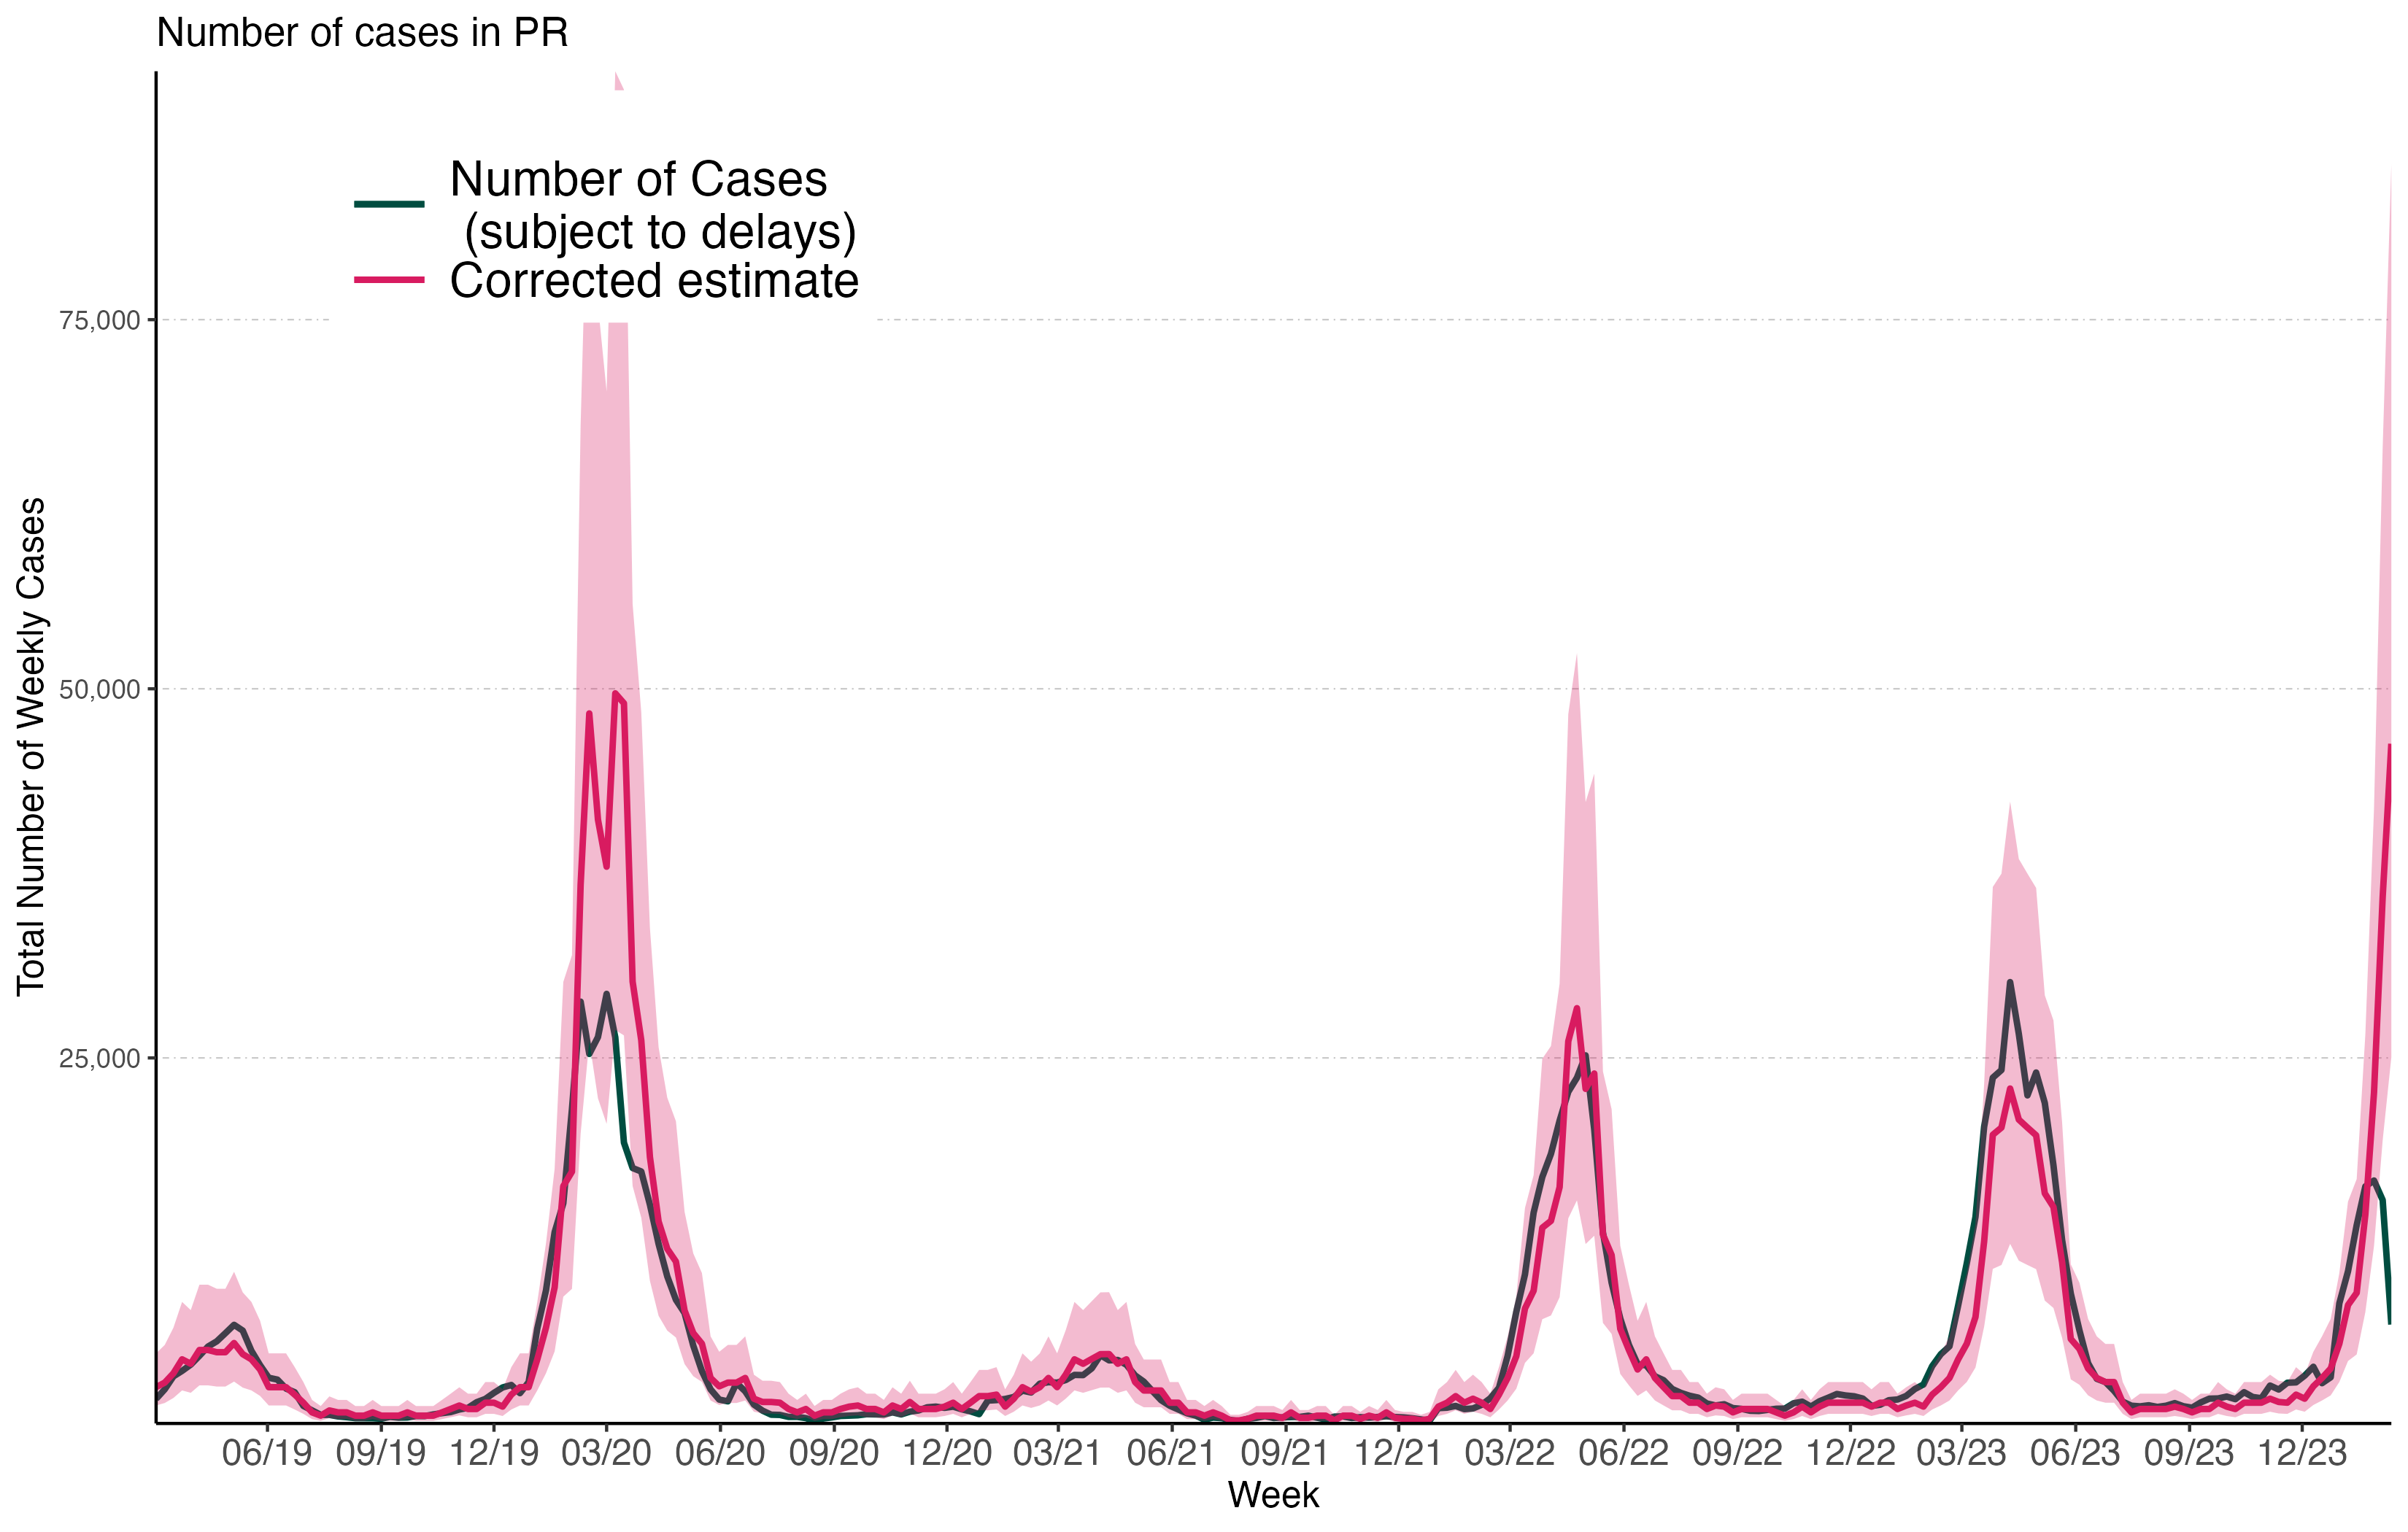 Number of cases in PR
Number of Cases
(subject to delays)
Corrected estimate
75,000
50,000
25,000
Total Number of Weekly Cases
06/19 09/19 12/19 03/20 06/20 09/20 12/20 03/21 06/21 09/21 12/21 03/22 06/22 09/22 12/22 03/23 06/23 09/23 12/23
Week